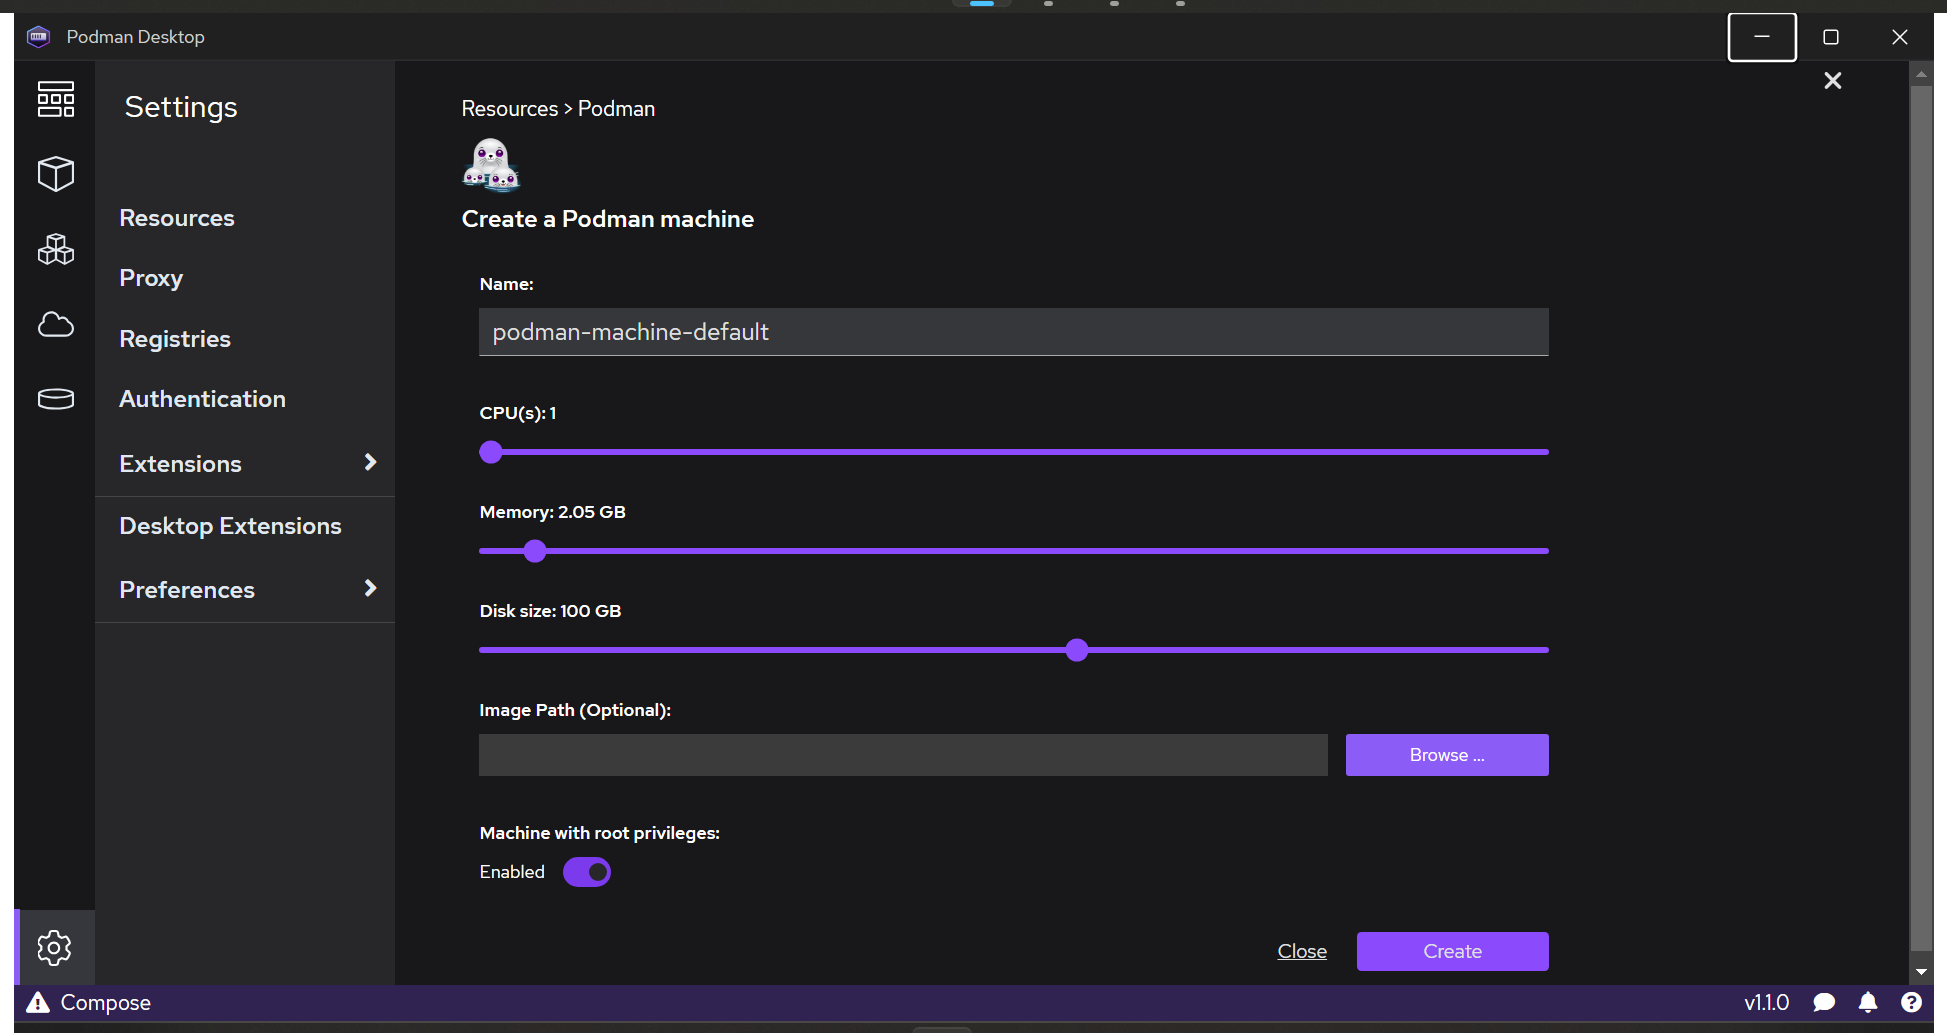 Podman Desktop
Settings
Resources
Proxy
Registries
Authentication
Extensions
Desktop Extensions
Preferences
Resources > Podman
Create a Podman machine
Name:
podman-machine-default
CPU(s): 1
Memory: 2.05 GB
Disk size: 100 GB
Image Path (Optional):
Browse ...
Machine with root privileges:
Enabled
Close
Create
Compose
v1.1.0